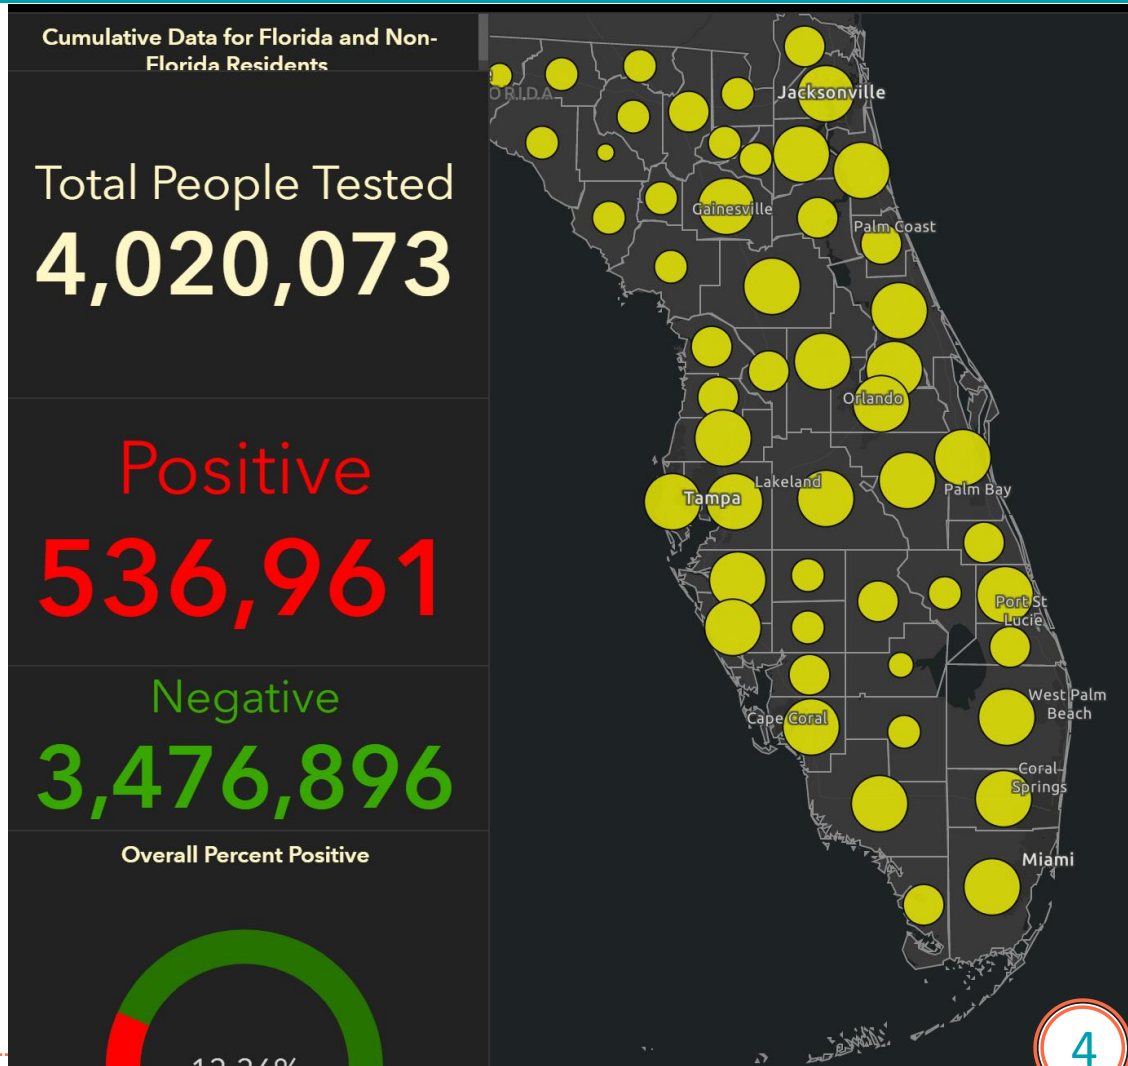 Cumulative Data for Florida and Non-
Florida Residents
Total People Tested
4,020,073
Positive
536,961
Negative
3,476,896
Overall Percent Positive
Jacksonville
Gainesville
Palm Coast
Orlando
Lakeland
Tampa
Palm Bay
Port St
Lucie
West Palm
Beach
Cape Coral
Coral
Springs
Miami
4